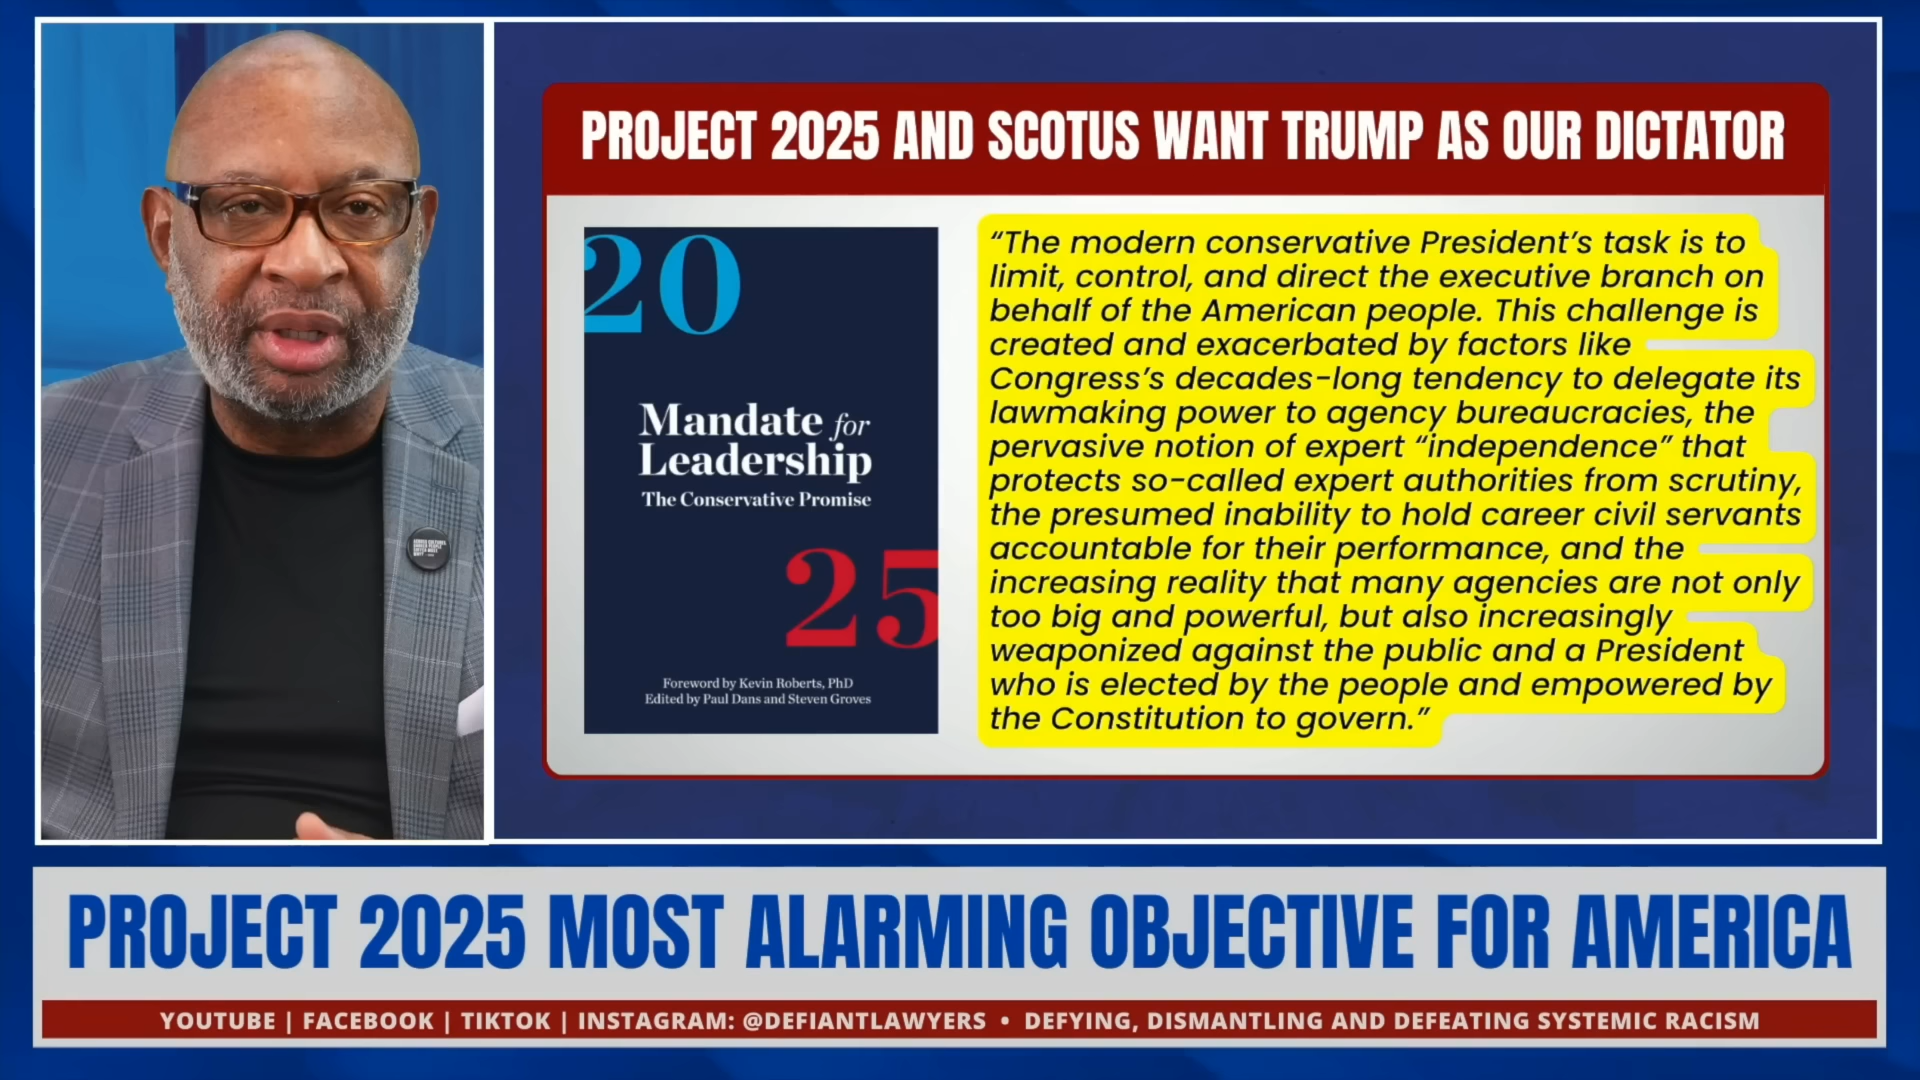 PROJECT 2025 AND SCOTUS WANT TRUMP AS OUR DICTATOR
20
Mandate for
Leadership
The Conservative Promise
25
Foreword by Kevin Roberts, PhD
Edited by Paul Dans and Steven Groves
“The modern conservative President’s task is to
limit, control, and direct the executive branch on
behalf of the American people. This challenge is
created and exacerbated by factors like
Congress’s decades-long tendency to delegate its
lawmaking power to agency bureaucracies, the
pervasive notion of expert “independence” that
protects so-called expert authorities from scrutiny,
the presumed inability to hold career civil servants
accountable for their performance, and the
increasing reality that many agencies are not only
too big and powerful, but also increasingly
weaponized against the public and a President
who is elected by the people and empowered by
the Constitution to govern.”
PROJECT 2025 MOST ALARMING OBJECTIVE FOR AMERICA
YOUTUBE | FACEBOOK | TIKTOK | INSTAGRAM: @DEFIANTLAWYERS • DEFYING, DISMANTLING AND DEFEATING SYSTEMIC RACISM